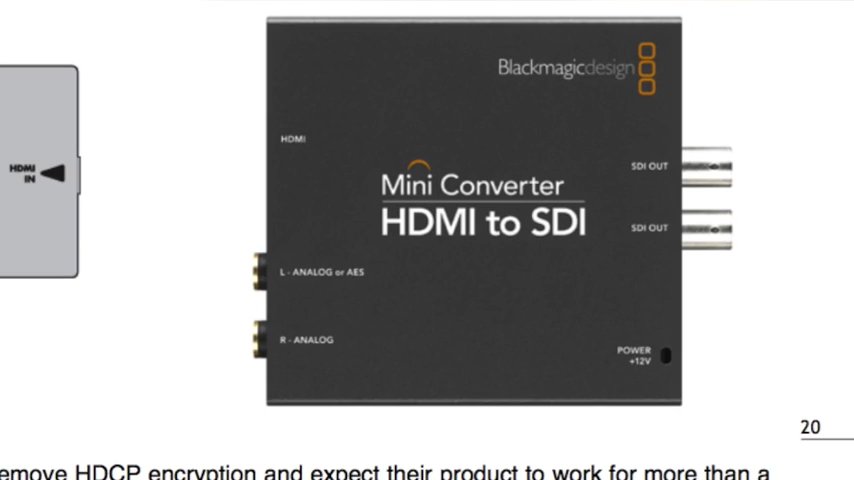 Blackmagicdesign
HDMI
HDMI
IN
SDI OUT
Mini Converter
HDMI to SDI
SDI OUT
L - ANALOG or AES
R - ANALOG
POWER
+12V
20
HDCP encryption and expect their product to work for more than a